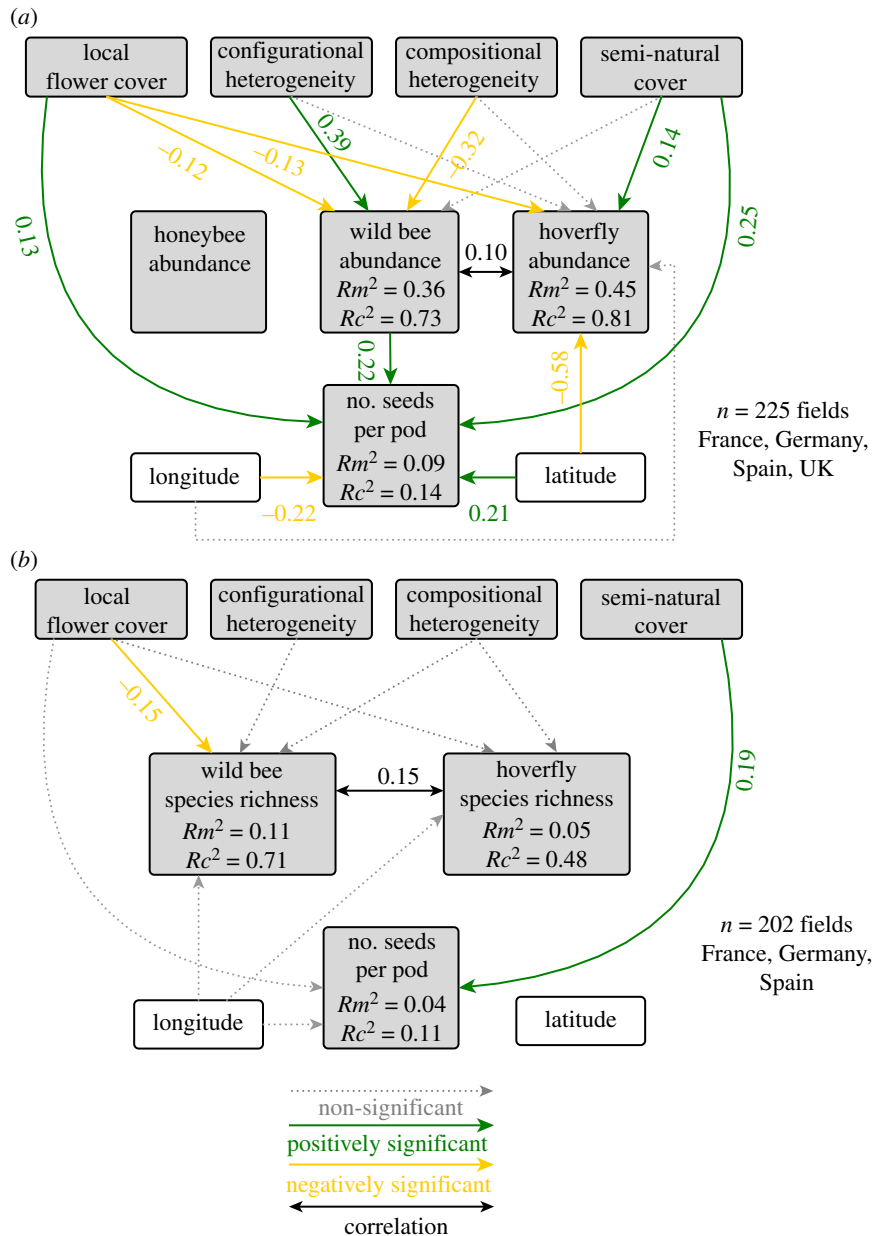 (a)
local
flower cover
configurational
heterogeneity
compositional
heterogeneity
semi-natural
cover
0.39
–0.32
0.14
–0.12
–0.13
0.13
0.25
honeybee
abundance
wild bee
abundance
Rm² = 0.36
Rc² = 0.73
0.10
hoverfly
abundance
Rm² = 0.45
Rc² = 0.81
0.22
–0.58
no. seeds
per pod
Rm² = 0.09
Rc² = 0.14
n = 225 fields
France, Germany,
Spain, UK
longitude
latitude
–0.22
0.21
(b)
local
flower cover
configurational
heterogeneity
compositional
heterogeneity
semi-natural
cover
–0.15
0.19
wild bee
species richness
Rm² = 0.11
Rc² = 0.71
0.15
hoverfly
species richness
Rm² = 0.05
Rc² = 0.48
no. seeds
per pod
Rm² = 0.04
Rc² = 0.11
n = 202 fields
France, Germany,
Spain
longitude
latitude
non-significant
positively significant
negatively significant
correlation